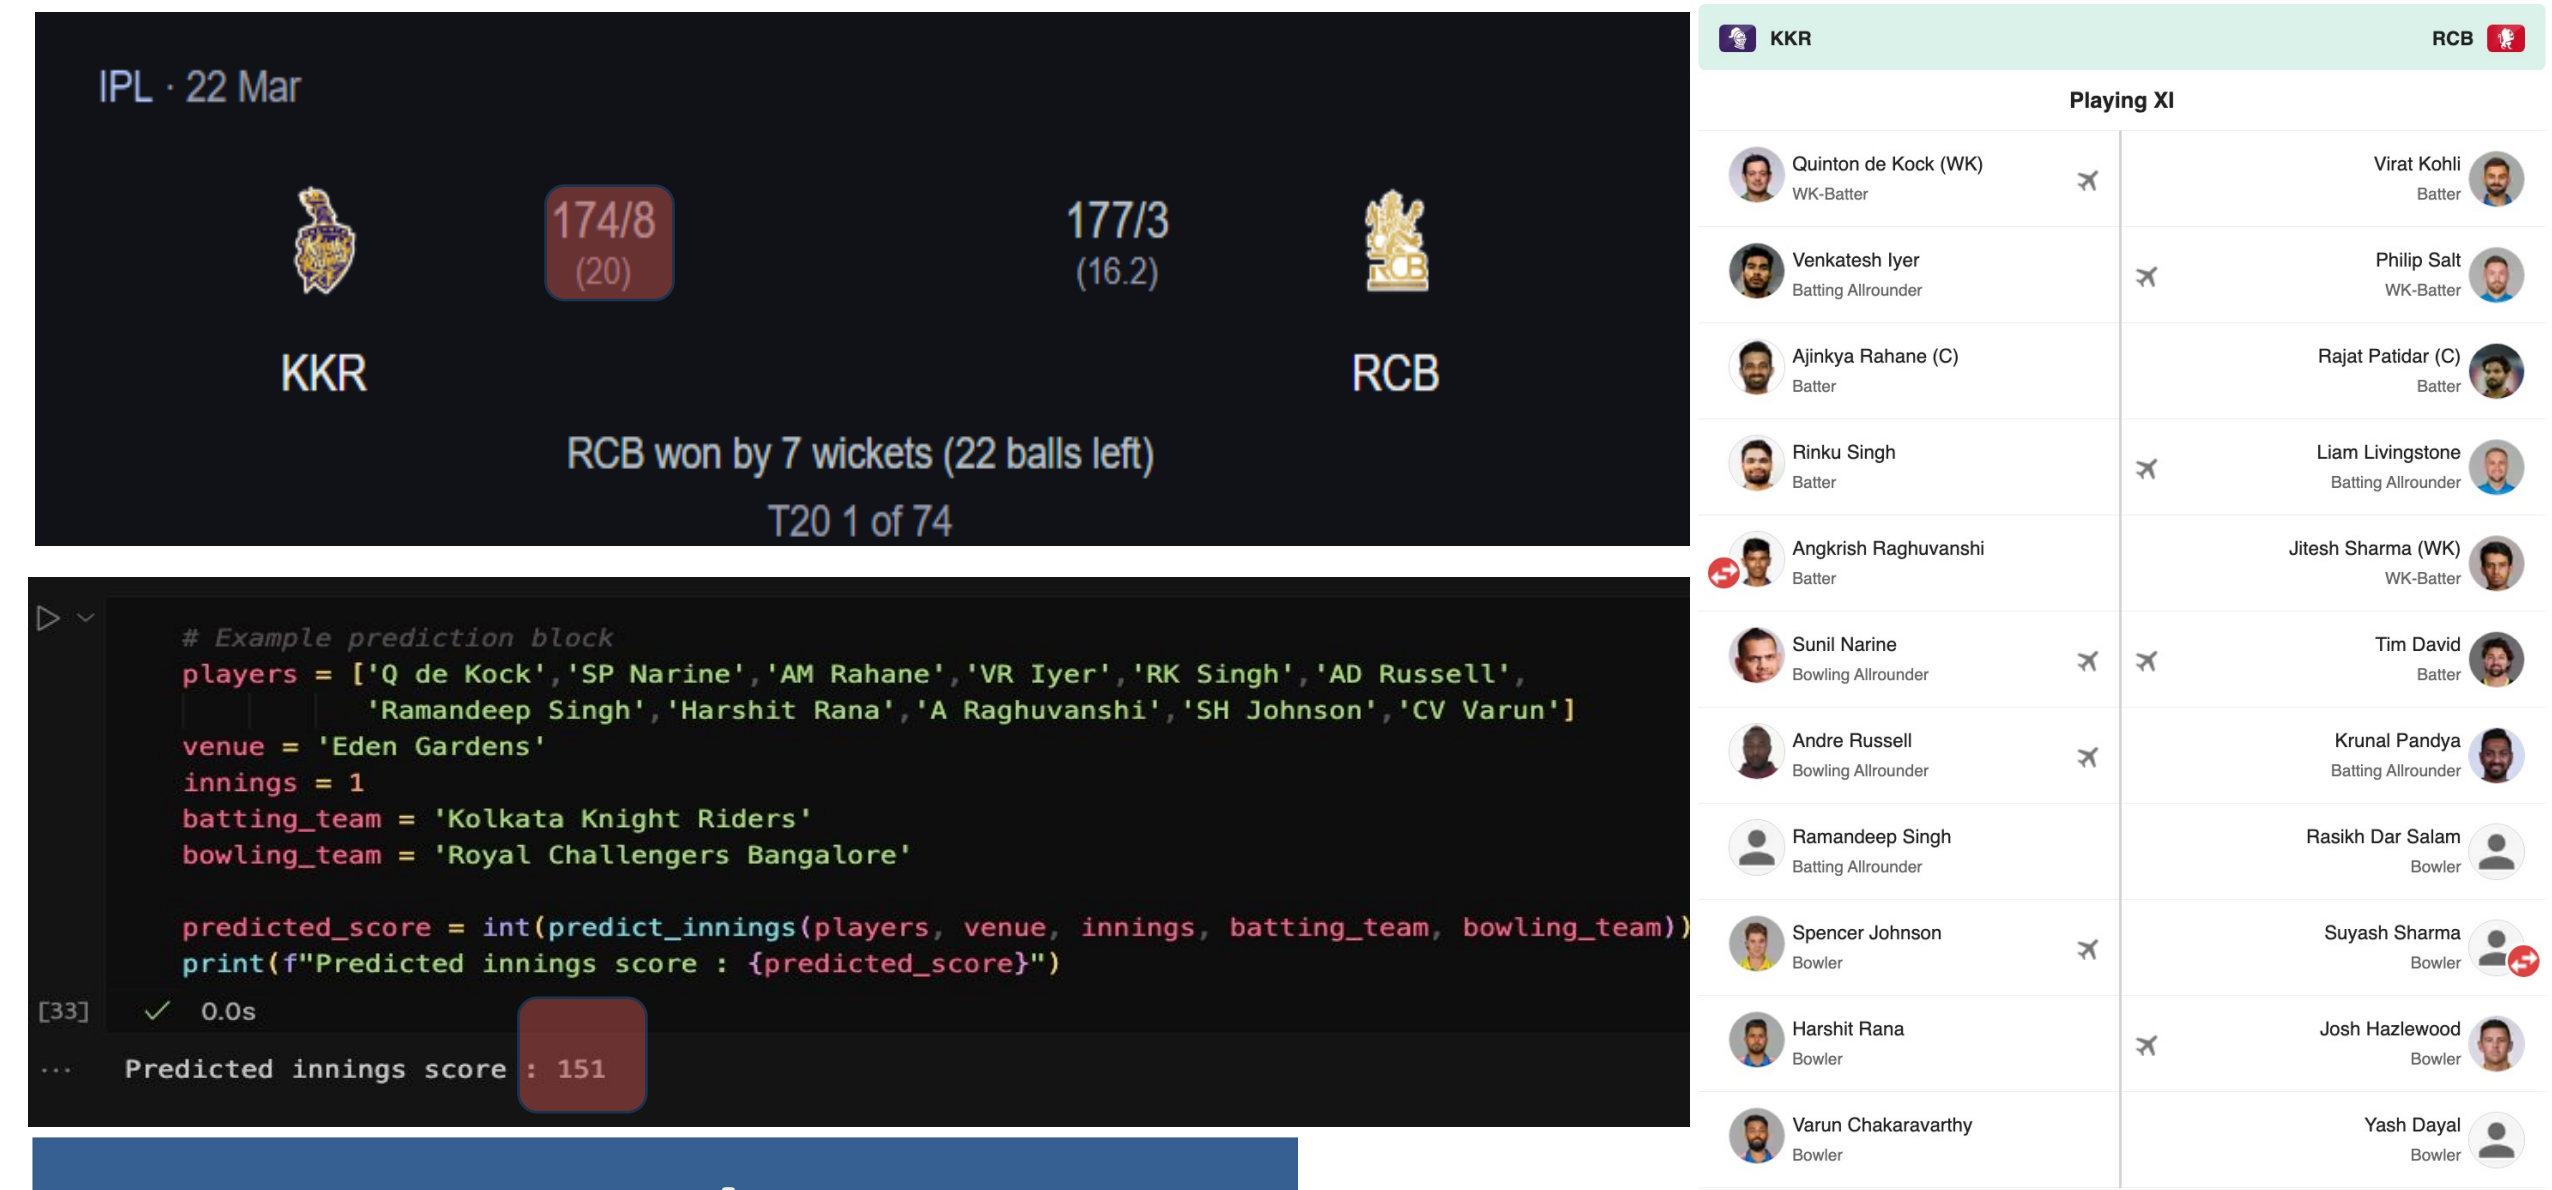 IPL · 22 Mar
174/8
(20)
177/3
(16.2)
RCB
KKR
RCB
RCB won by 7 wickets (22 balls left)
T20 1 of 74
# Example prediction block
players = ['Q de Kock','SP Narine','AM Rahane','VR Iyer','RK Singh','AD Russell',
'Ramandeep Singh','Harshit Rana','A Raghuvanshi','SH Johnson','CV Varun']
venue = 'Eden Gardens'
innings = 1
batting_team = 'Kolkata Knight Riders'
bowling_team = 'Royal Challengers Bangalore'
predicted_score = int(predict_innings(players, venue, innings, batting_team, bowling_team))
print(f"Predicted innings score : {predicted_score}")
[33]
0.0s
... Predicted innings score : 151
KKR
RCB
Playing XI
Quinton de Kock (WK)
WK-Batter
Virat Kohli
Batter
Venkatesh Iyer
Batting Allrounder
Philip Salt
WK-Batter
Ajinkya Rahane (C)
Batter
Rajat Patidar (C)
Batter
Rinku Singh
Batter
Liam Livingstone
Batting Allrounder
Angkrish Raghuvanshi
Batter
Jitesh Sharma (WK)
WK-Batter
Sunil Narine
Bowling Allrounder
Tim David
Batter
Andre Russell
Bowling Allrounder
Krunal Pandya
Batting Allrounder
Ramandeep Singh
Batting Allrounder
Rasikh Dar Salam
Bowler
Spencer Johnson
Bowler
Suyash Sharma
Bowler
Harshit Rana
Bowler
Josh Hazlewood
Bowler
Varun Chakaravarthy
Bowler
Yash Dayal
Bowler